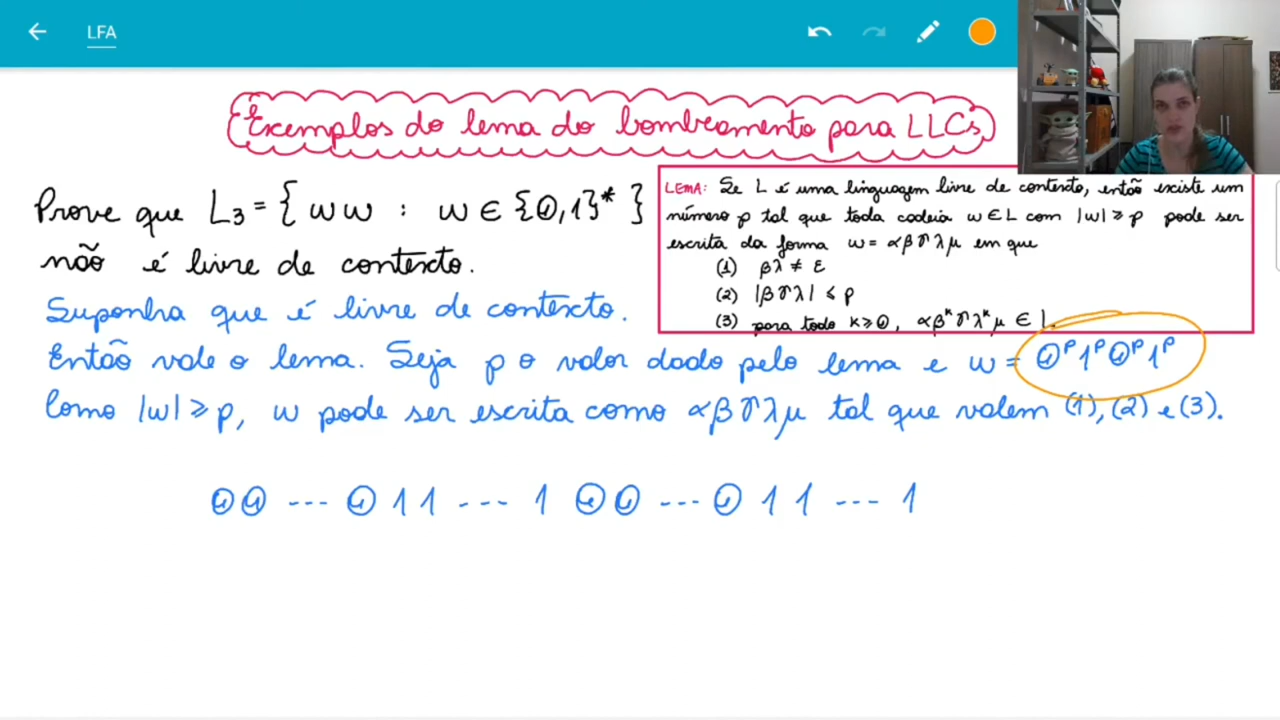 LFA
Exemplos do lema do bombeamento para LLCs
Prove que L₃ = { ww : w ∈ {0,1}* }
não é livre de contexto.
LEMA: Se L é uma linguagem livre de contexto, então existe um
número p tal que toda cadeia w ∈ L com |w| ⩾ p pode ser
escrita da forma w = αβγλμ em que
(1) βλ ≠ ε
(2) |βγλ| ⩽ p
(3) para todo k ⩾ 0, αβᵏγλᵏμ ∈ L.
Suponha que é livre de contexto.
Então vale o lema. Seja p o valor dado pelo lema e w = 0ᵖ1ᵖ0ᵖ1ᵖ
Como |w| ⩾ p, w pode ser escrita como αβγλμ tal que valem (1), (2) e (3).
00 --- 011 --- 1 00 --- 011 --- 1